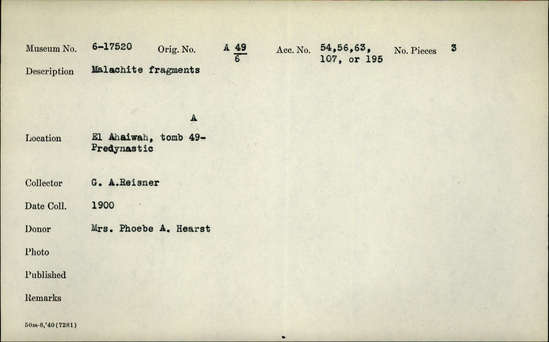 Museum No. 6-17520 Orig. No. A 49/6 Acc. No. 54,56,63, 107, or 195 No. Pieces 3
Description Malachite fragments
A
Location El Ahaiwah, tomb 49-
Predynastic
Collector G. A.Reisner
Date Coll. 1900
Donor Mrs. Phoebe A. Hearst
Photo
Published
Remarks
50m-8,'40(7281)